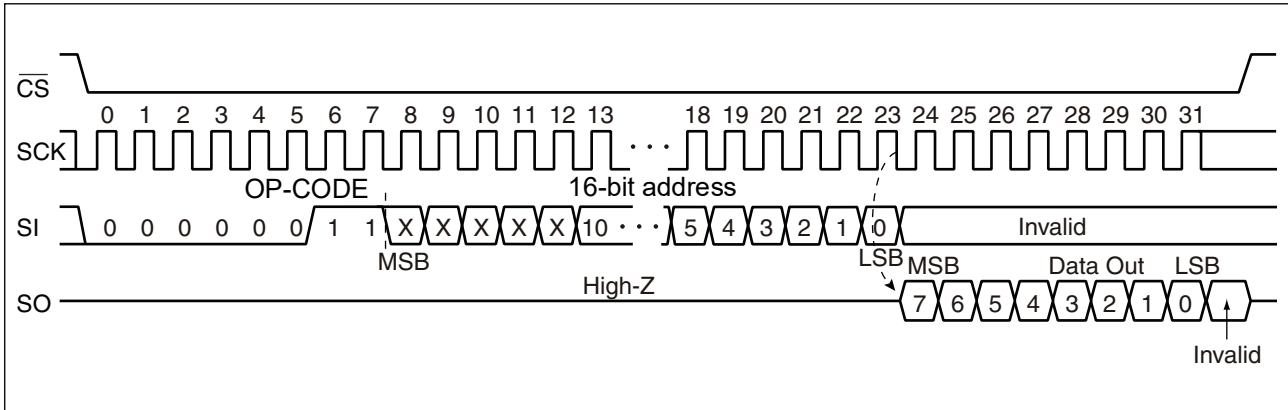 CS
0 1 2 3 4 5 6 7 8 9 10 11 12 13 18 19 20 21 22 23 24 25 26 27 28 29 30 31
SCK · · ·
OP-CODE 16-bit address
SI 0 0 0 0 0 0 1 1 X X X X X 10 · · · 5 4 3 2 1 0 Invalid
MSB LSB MSB Data Out LSB
High-Z
SO 7 6 5 4 3 2 1 0
Invalid